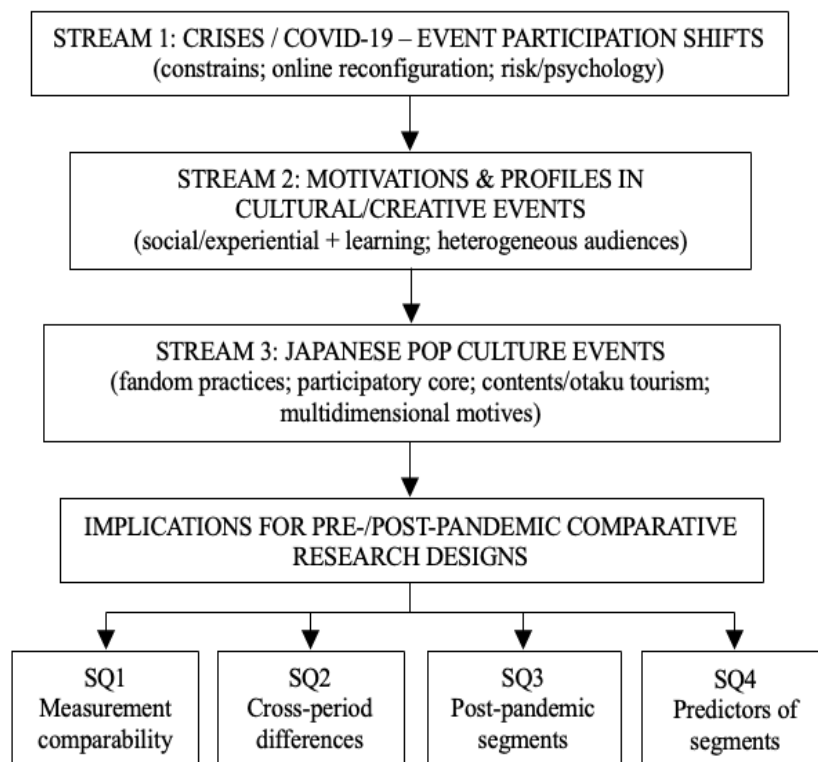 STREAM 1: CRISES / COVID-19 – EVENT PARTICIPATION SHIFTS
(constrains; online reconfiguration; risk/psychology)
STREAM 2: MOTIVATIONS & PROFILES IN
CULTURAL/CREATIVE EVENTS
(social/experiential + learning; heterogeneous audiences)
STREAM 3: JAPANESE POP CULTURE EVENTS
(fandom practices; participatory core; contents/otaku tourism;
multidimensional motives)
IMPLICATIONS FOR PRE-/POST-PANDEMIC COMPARATIVE
RESEARCH DESIGNS
SQ1
Measurement
comparability
SQ2
Cross-period
differences
SQ3
Post-pandemic
segments
SQ4
Predictors of
segments